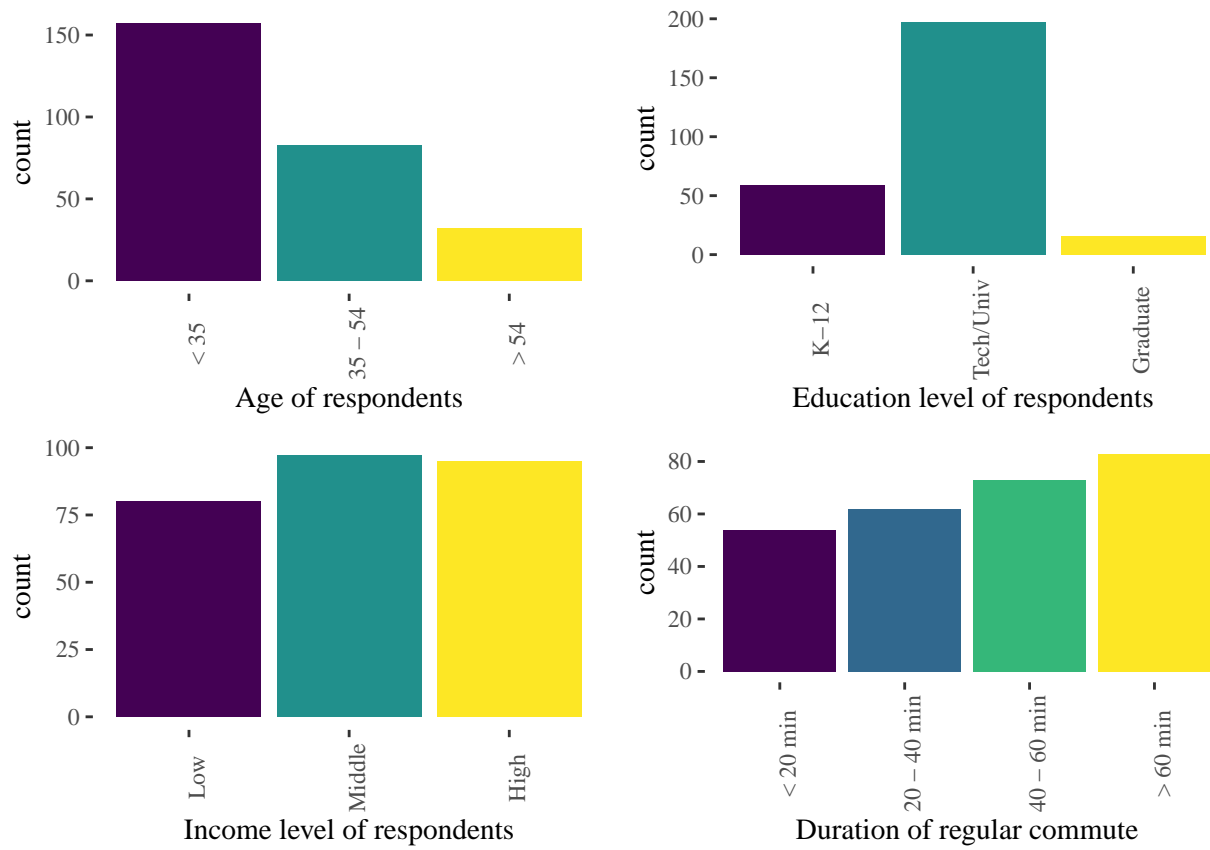 count
150
100
50
0
< 35
35 − 54
> 54
Age of respondents
count
200
150
100
50
0
K−12
Tech/Univ
Graduate
Education level of respondents
count
100
75
50
25
0
Low
Middle
High
Income level of respondents
count
80
60
40
20
0
< 20 min
20 − 40 min
40 − 60 min
> 60 min
Duration of regular commute